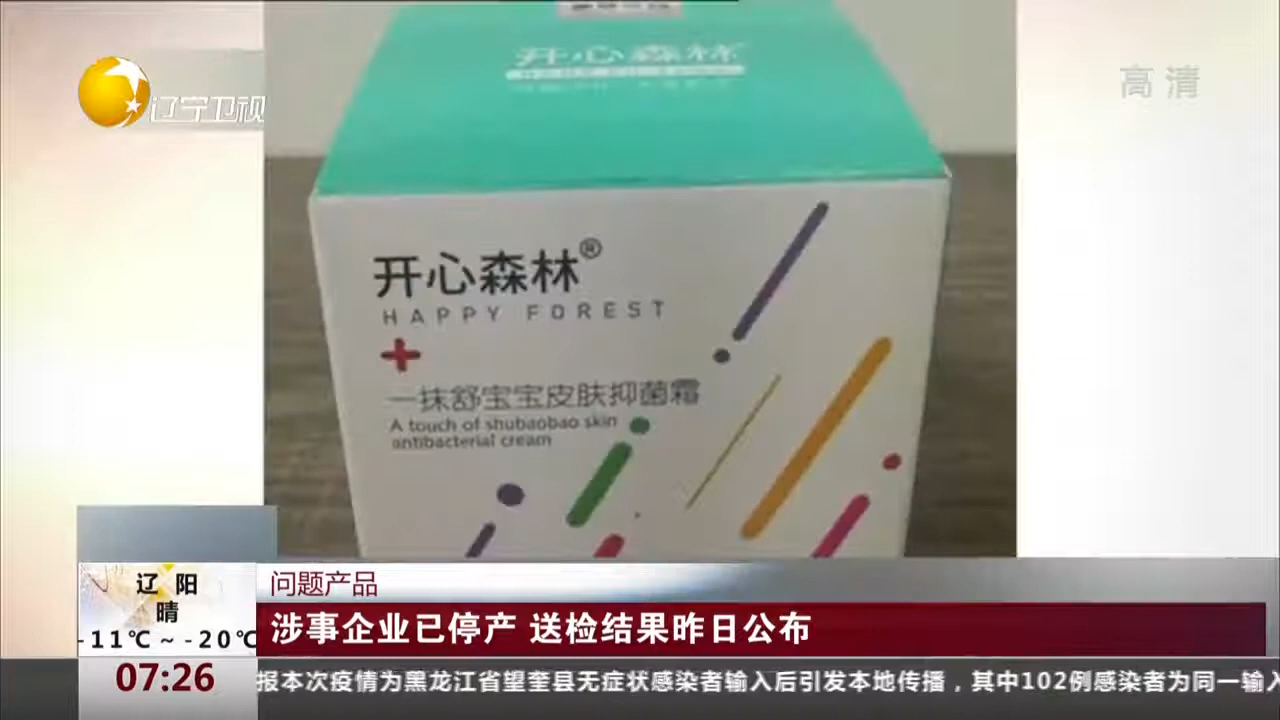 辽宁卫视
高清
开心森林
开心森林®
HAPPY FOREST
一抹舒宝宝皮肤抑菌霜
A touch of shubaobao skin
antibacterial cream
辽 阳
晴
-11℃~-20℃
07:26
问题产品
涉事企业已停产 送检结果昨日公布
报本次疫情为黑龙江省望奎县无症状感染者输入后引发本地传播，其中102例感染者为同一输入